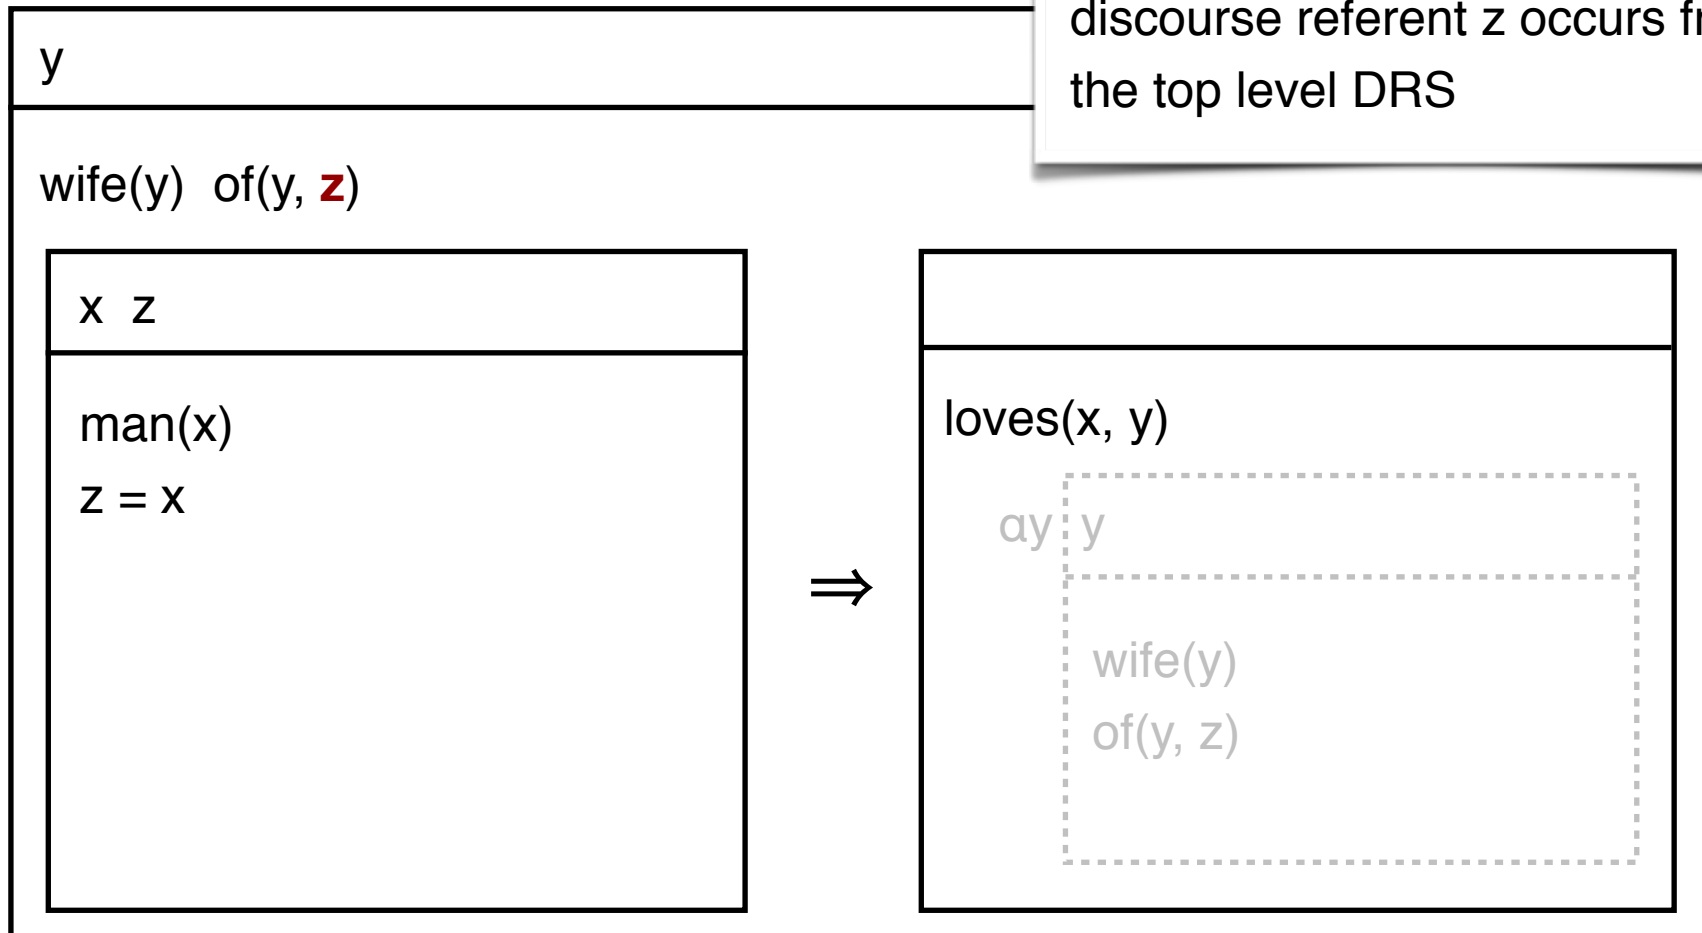 discourse referent z occurs
the top level DRS
y
wife(y) of(y, z)
x z
man(x)
z = x
⇒
loves(x, y)
αy y
wife(y)
of(y, z)